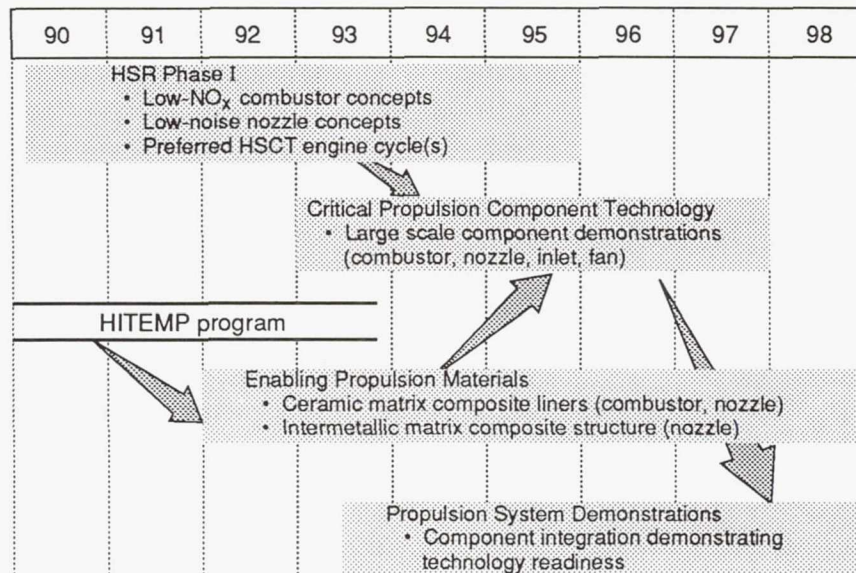 90 91 92 93 94 95 96 97 98
HSR Phase I
• Low-NOx combustor concepts
• Low-noise nozzle concepts
• Preferred HSCT engine cycle(s)
Critical Propulsion Component Technology
• Large scale component demonstrations
(combustor, nozzle, inlet, fan)
HITEMP program
Enabling Propulsion Materials
• Ceramic matrix composite liners (combustor, nozzle)
• Intermetallic matrix composite structure (nozzle)
Propulsion System Demonstrations
• Component integration demonstrating
technology readiness